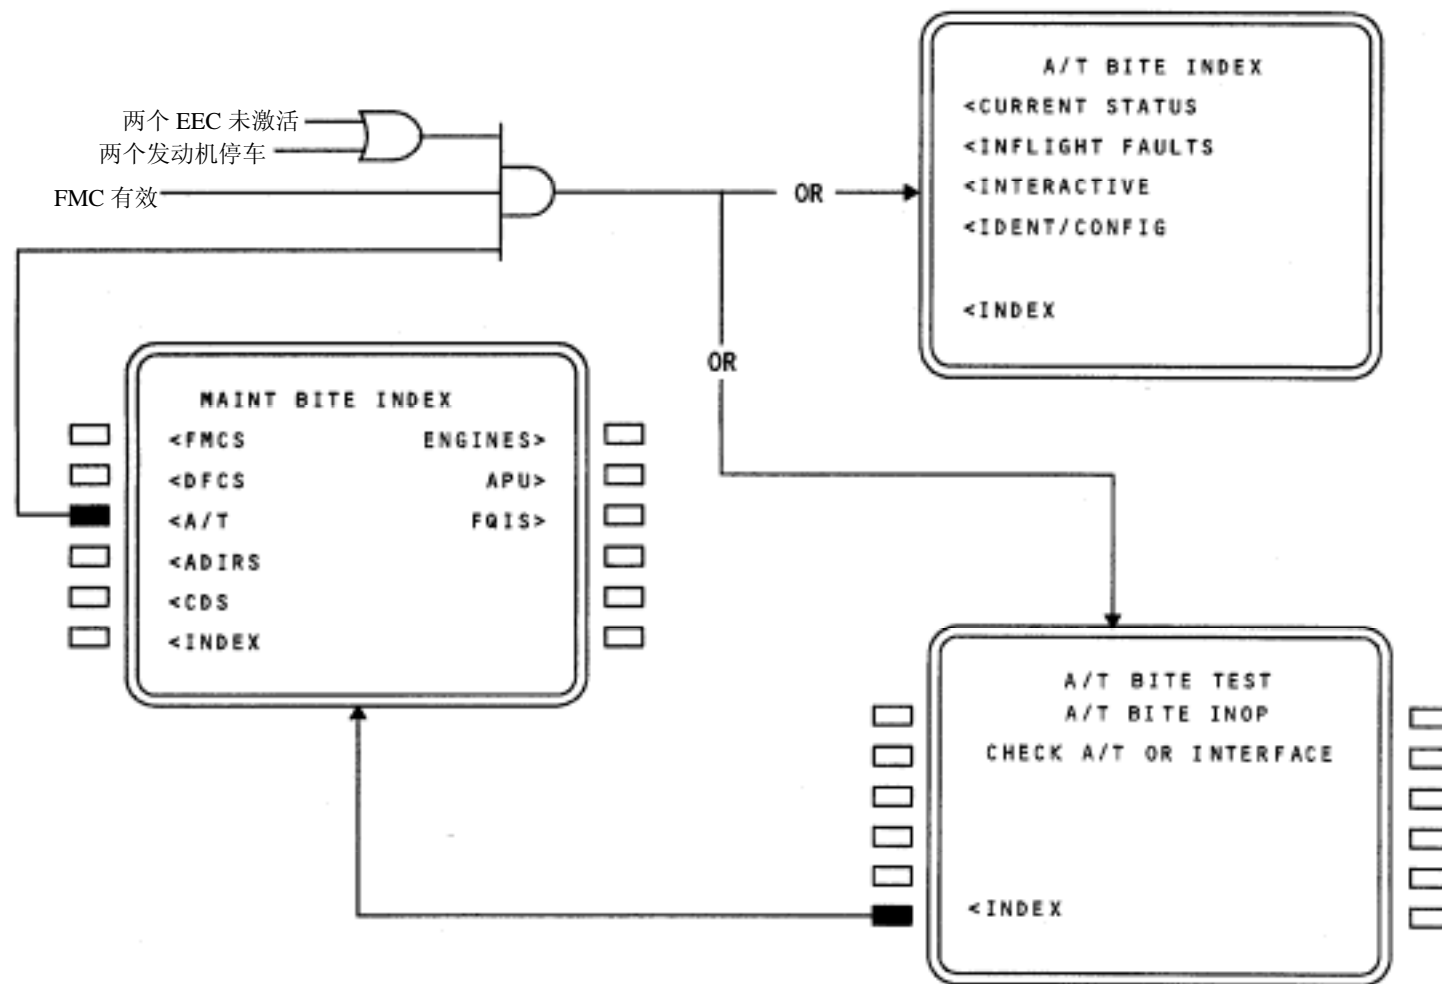 两个 EEC 未激活
两个发动机停车
FMC 有效
OR
OR
A/T BITE INDEX
<CURRENT STATUS
<INFLIGHT FAULTS
<INTERACTIVE
<IDENT/CONFIG
<INDEX
MAINT BITE INDEX
<FMCS ENGINES>
<DFCS APU>
<A/T FQIS>
<ADIRS
<CDS
<INDEX
A/T BITE TEST
A/T BITE INOP
CHECK A/T OR INTERFACE
<INDEX